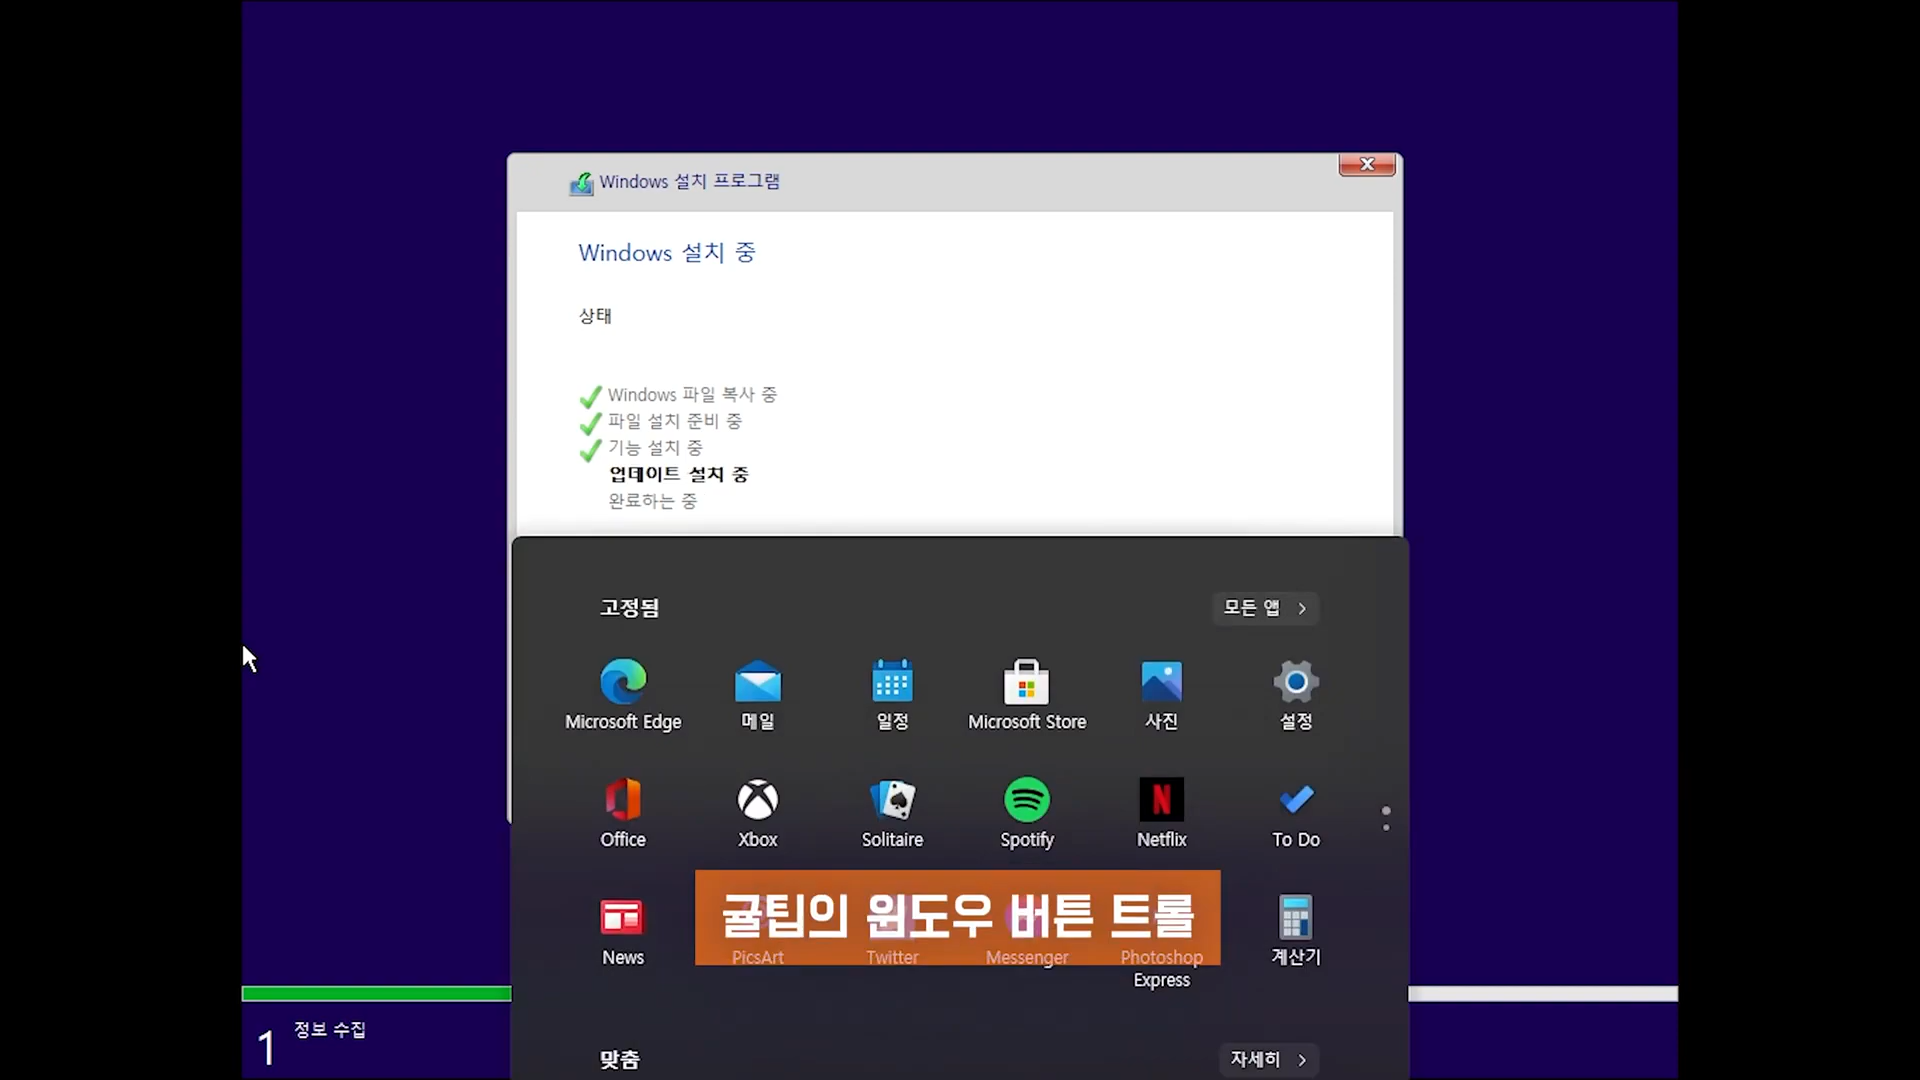 Windows 설치 프로그램
Windows 설치 중
상태
Windows 파일 복사 중
파일 설치 준비 중
기능 설치 중
업데이트 설치 중
완료하는 중
고정됨
모든 앱
Microsoft Edge
메일
일정
Microsoft Store
사진
설정
Office
Xbox
Solitaire
Spotify
Netflix
To Do
귤팁의 윈도우 버튼 트롤
News
PicsArt
Twitter
Messenger
Photoshop
Express
계산기
1
정보 수집
맞춤
자세히